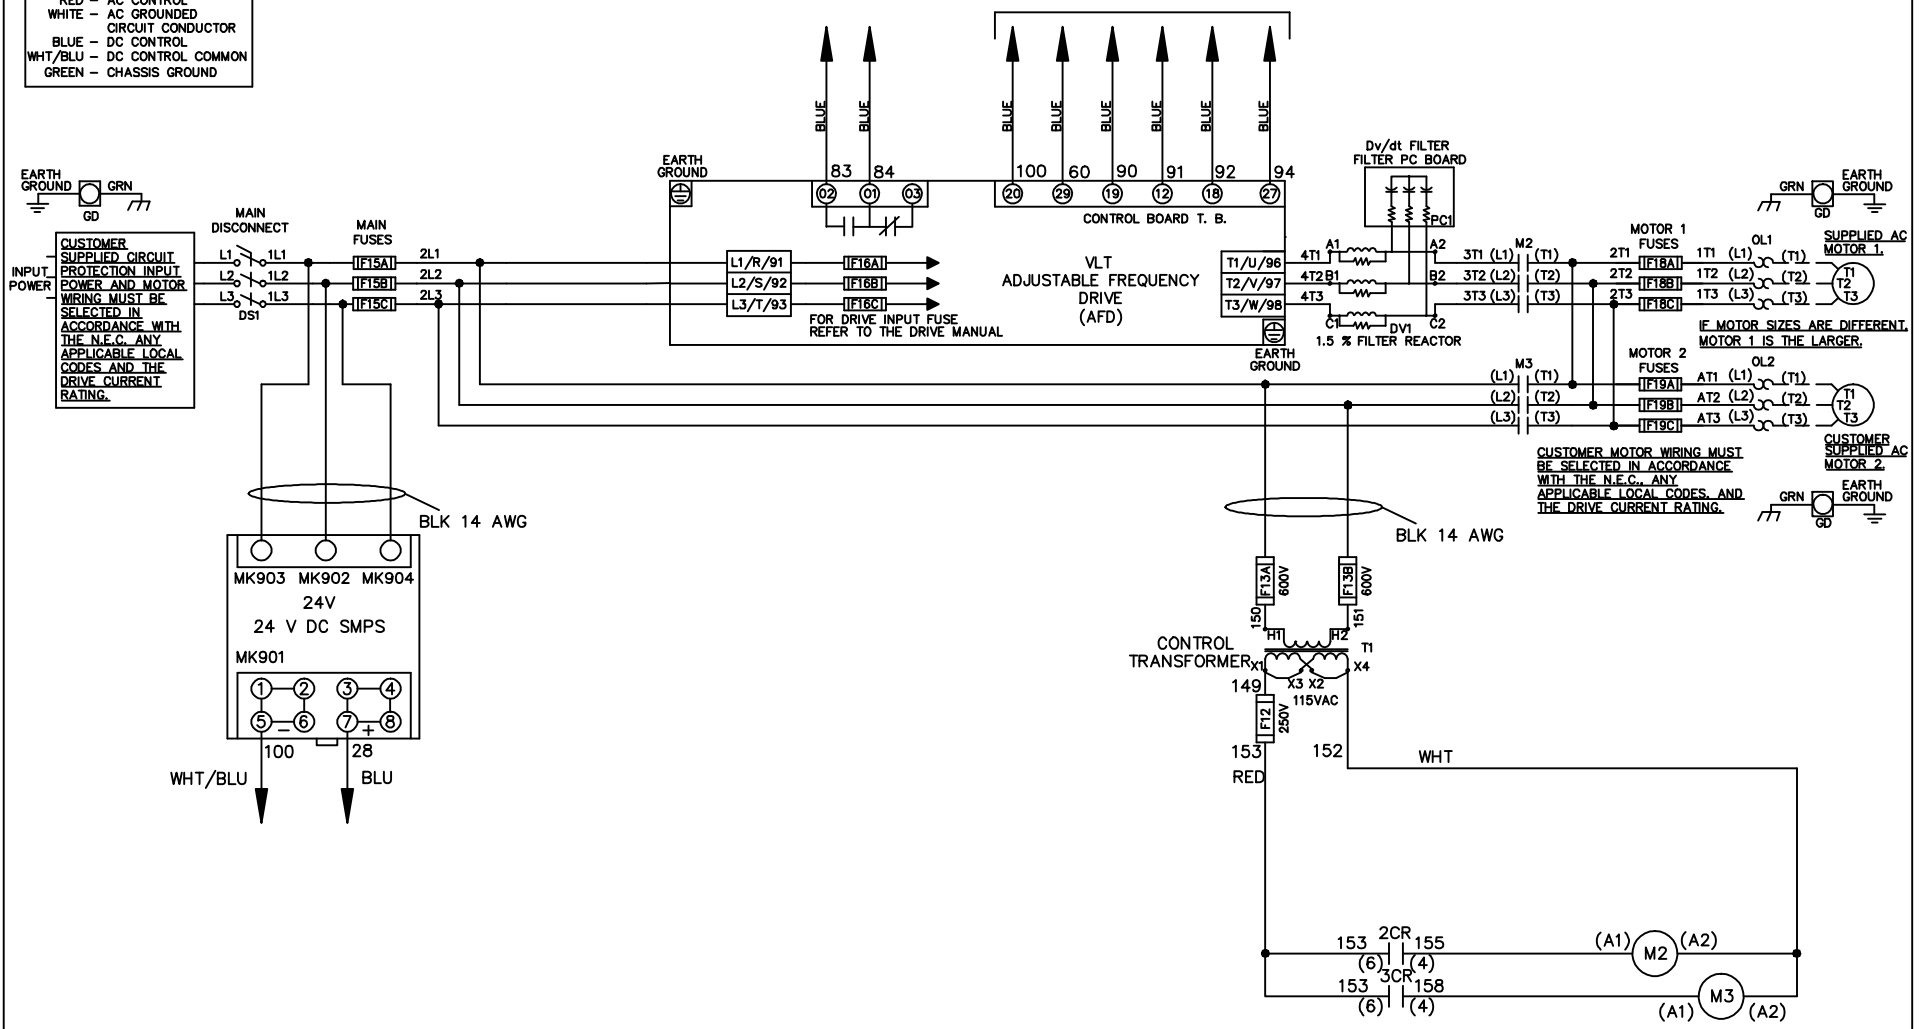 RED – AC CONTROL
WHITE – AC GROUNDED
CIRCUIT CONDUCTOR
BLUE – DC CONTROL
WHT/BLU – DC CONTROL COMMON
GREEN – CHASSIS GROUND
BLUE
BLUE
BLUE
BLUE
BLUE
BLUE
BLUE
BLUE
EARTH
GROUND
GRN
GD
EARTH
GROUND
83
84
02
01
03
100
60
90
91
92
94
20
29
19
12
18
27
CONTROL BOARD T. B.
Dv/dt FILTER
FILTER PC BOARD
PC1
GRN
EARTH
GROUND
GD
INPUT
POWER
CUSTOMER
SUPPLIED CIRCUIT
PROTECTION INPUT
POWER AND MOTOR
WIRING MUST BE
SELECTED IN
ACCORDANCE WITH
THE N.E.C. ANY
APPLICABLE LOCAL
CODES AND THE
DRIVE CURRENT
RATING.
MAIN
DISCONNECT
L1
1L1
L2
1L2
L3
1L3
DS1
MAIN
FUSES
F15A
F15B
F15C
2L1
2L2
2L3
L1/R/91
L2/S/92
L3/T/93
F16A
F16B
F16C
FOR DRIVE INPUT FUSE
REFER TO THE DRIVE MANUAL
VLT
ADJUSTABLE FREQUENCY
DRIVE
(AFD)
T1/U/96
T2/V/97
T3/W/98
EARTH
GROUND
4T1
4T2
4T3
A1
A2
B1
B2
C1
C2
DV1
1.5 % FILTER REACTOR
M2
3T1 (L1) (T1)
3T2 (L2) (T2)
3T3 (L3) (T3)
MOTOR 1
FUSES
2T1
2T2
2T3
F18A
F18B
F18C
OL1
1T1 (L1) (T1)
1T2 (L2) (T2)
1T3 (L3) (T3)
SUPPLIED AC
MOTOR 1.
T1
T2
T3
IF MOTOR SIZES ARE DIFFERENT,
MOTOR 1 IS THE LARGER.
M3
(L1) (T1)
(L2) (T2)
(L3) (T3)
MOTOR 2
FUSES
F19A
F19B
F19C
OL2
AT1 (L1) (T1)
AT2 (L2) (T2)
AT3 (L3) (T3)
T1
T2
T3
CUSTOMER
SUPPLIED AC
MOTOR 2.
CUSTOMER MOTOR WIRING MUST
BE SELECTED IN ACCORDANCE
WITH THE N.E.C., ANY
APPLICABLE LOCAL CODES, AND
THE DRIVE CURRENT RATING.
GRN
EARTH
GROUND
GD
BLK 14 AWG
BLK 14 AWG
MK903 MK902 MK904
24V
24 V DC SMPS
MK901
1
2
3
4
5
6
7
8
–
+
100
28
WHT/BLU
BLU
F13A
600V
F13B
600V
150
151
H1
H2
T1
CONTROL
TRANSFORMER
X1
X4
X3 X2
115VAC
149
F12
250V
153
RED
152
WHT
2CR
153
155
(6)
(4)
(A1)
M2
(A2)
3CR
153
158
(6)
(4)
(A1)
M3
(A2)